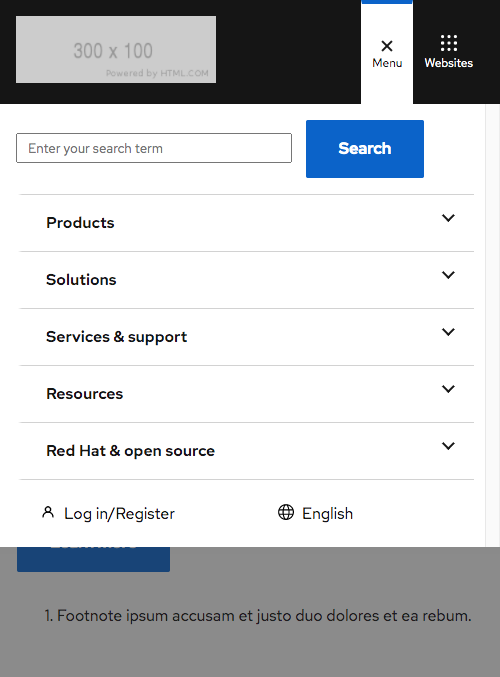 300 x 100
Powered by HTML.COM
Menu
Websites
Enter your search term
Search
Products
Solutions
Services & support
Resources
Red Hat & open source
Log in/Register
English
1. Footnote ipsum accusam et justo duo dolores et ea rebum.